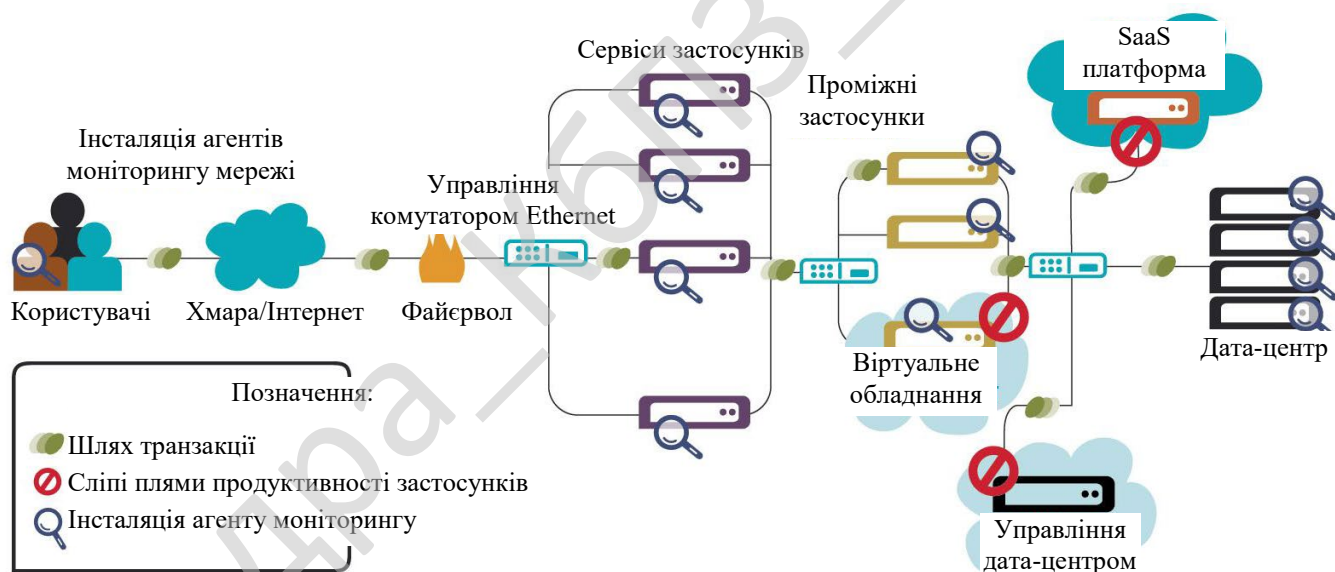 Сервіси застосунків
SaaS
платформа
Проміжні
застосунки
Інсталяція агентів
моніторингу мережі
Управління
комутатором Ethernet
Користувачі
Хмара/Інтернет
Файєрвол
Віртуальне
обладнання
Дата-центр
Позначення:
Шлях транзакції
Сліпі плями продуктивності застосунків
Інсталяція агенту моніторингу
Управління
дата-центром
дра_КбПЗ_